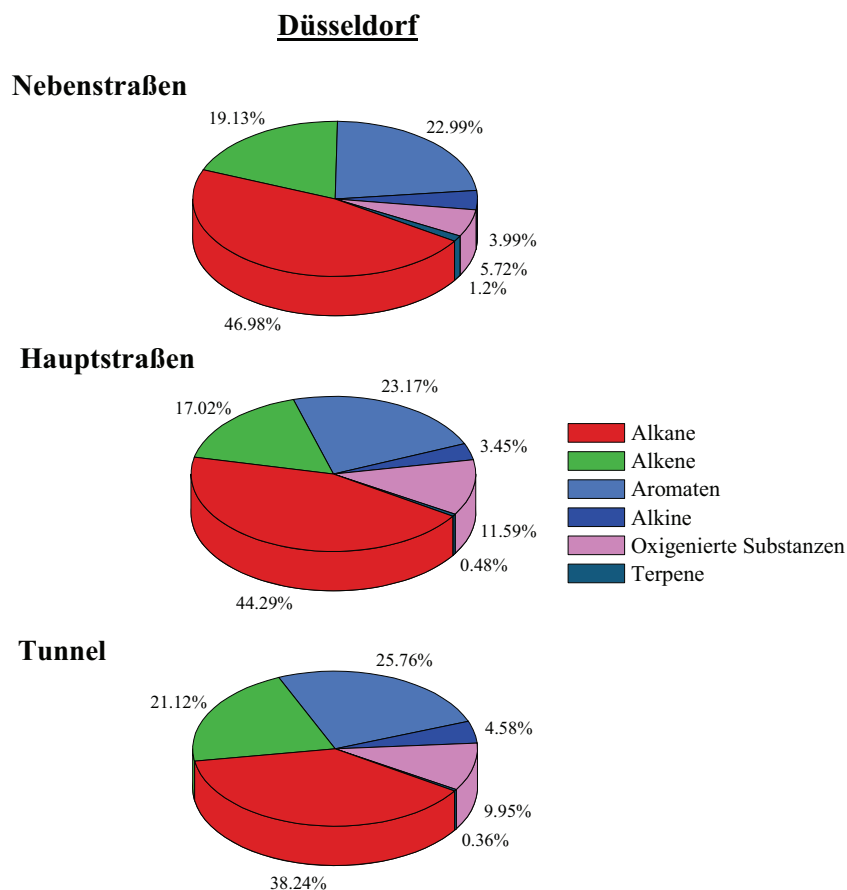 Düsseldorf
Nebenstraßen
19.13%
22.99%
3.99%
5.72%
1.2%
46.98%
Hauptstraßen
23.17%
17.02%
3.45%
11.59%
0.48%
44.29%
Alkane
Alkene
Aromaten
Alkine
Oxigenierte Substanzen
Terpene
Tunnel
25.76%
21.12%
4.58%
9.95%
0.36%
38.24%